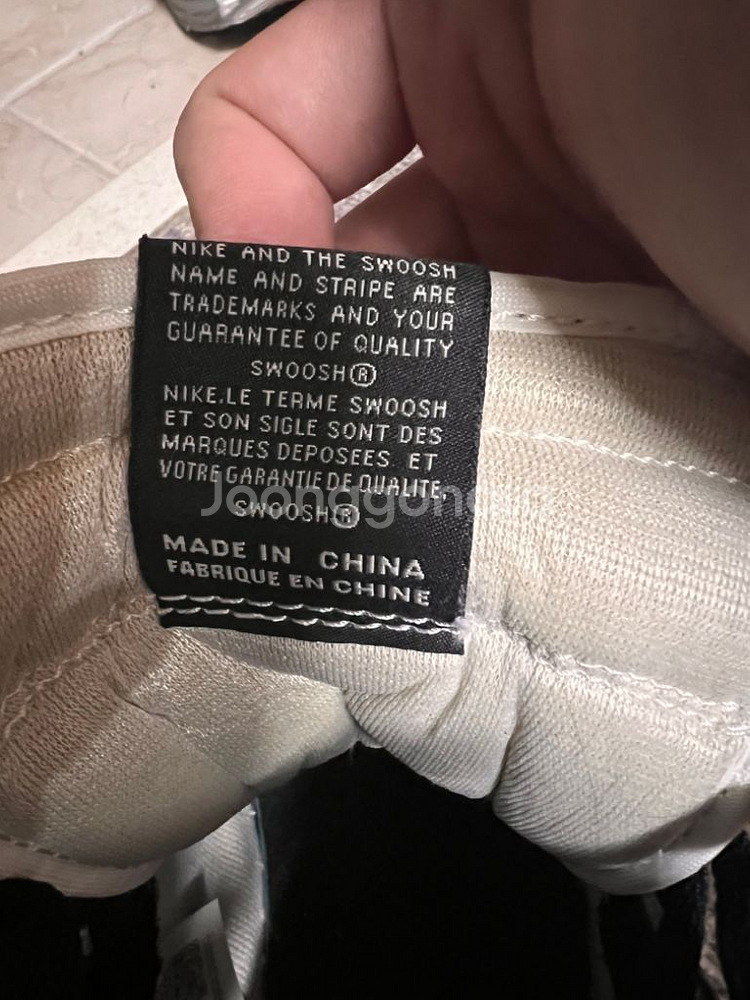 NIKE AND THE SWOOSH
NAME AND STRIPE ARE
TRADEMARKS AND YOUR
GUARANTEE OF QUALITY
SWOOSH®
NIKE.LE TERME SWOOSH
ET SON SIGLE SONT DES
MARQUES DEPOSEES ET
VOTRE GARANTIE DE QUALITE,
SWOOSH®
MADE IN CHINA
FABRIQUE EN CHINE